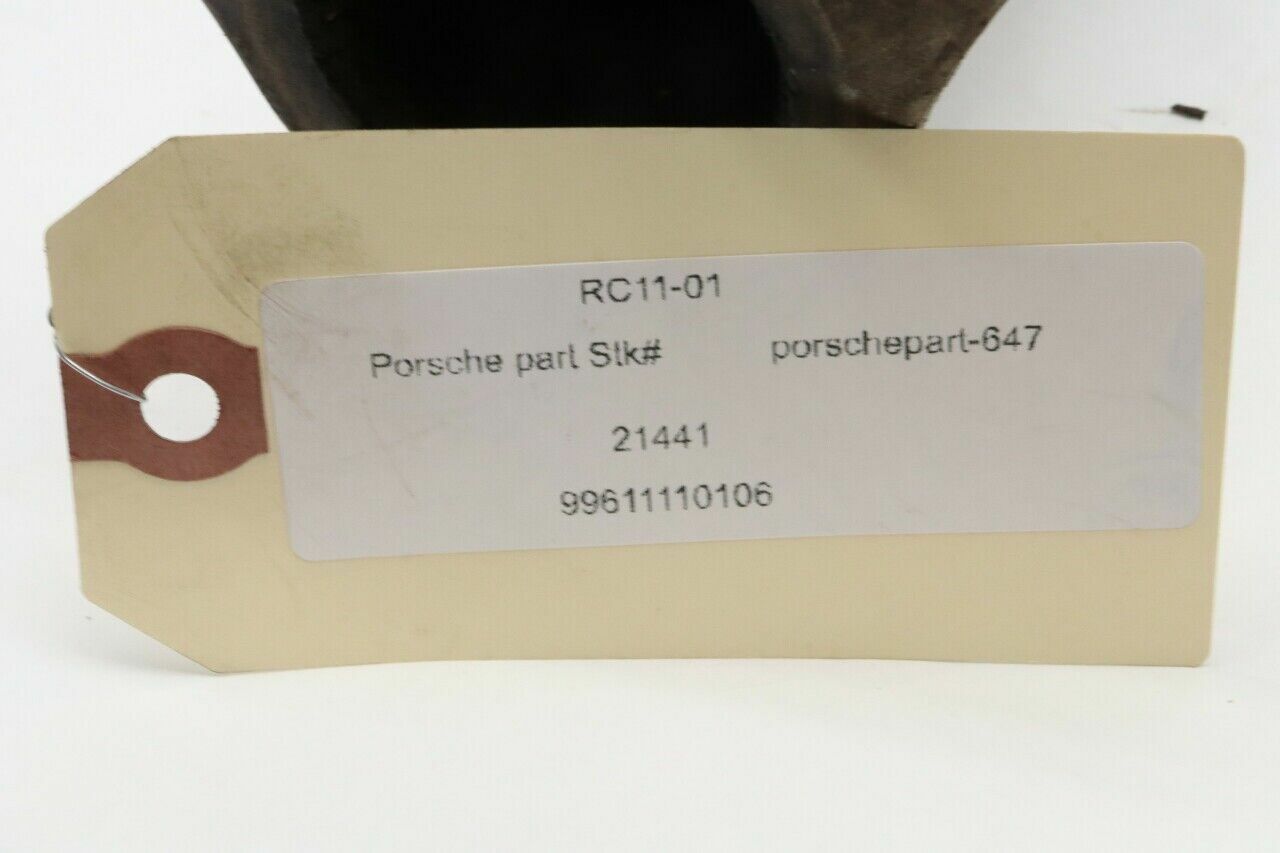 RC11-01
Porsche part Stk# porschepart-647
21441
99611110106